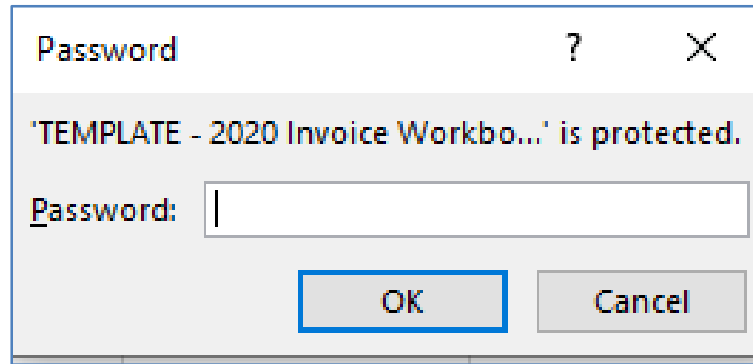 Password ?
'TEMPLATE - 2020 Invoice Workbo...' is protected.
Password:
OK Cancel